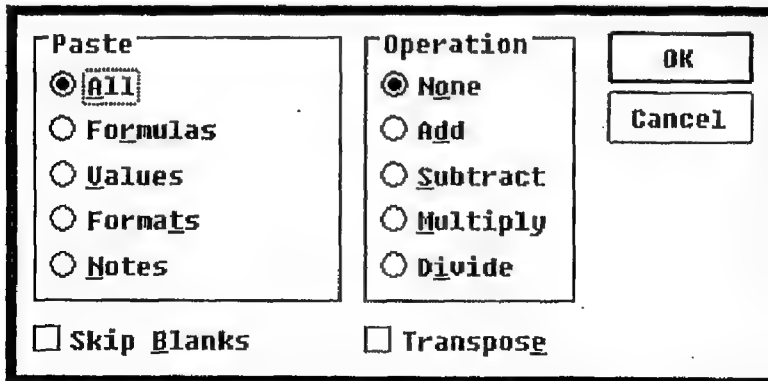 Paste
All
Formulas
Values
Formats
Notes
Operation
None
Add
Subtract
Multiply
Divide
OK
Cancel
Skip Blanks
Transpose